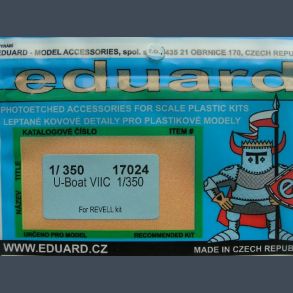 EDUARD - MODEL ACCESSORIES, spol. s r.o., 435 21 OBRNICE 170, CZECH REPUBLIC
eduard
PHOTOETCHED ACCESSORIES FOR SCALE PLASTIC KITS
LEPTANÉ KOVOVÉ DETAILY PRO PLASTIKOVÉ MODELY
KATALOGOVÉ ČÍSLO ITEM #
NÁZEV TITLE
1/ 350 17024
U-Boat VIIC 1/350
For REVELL kit
URČENO PRO MODEL RECOMMENDED KIT
WWW.EDUARD.CZ
MADE IN CZECH REPUB